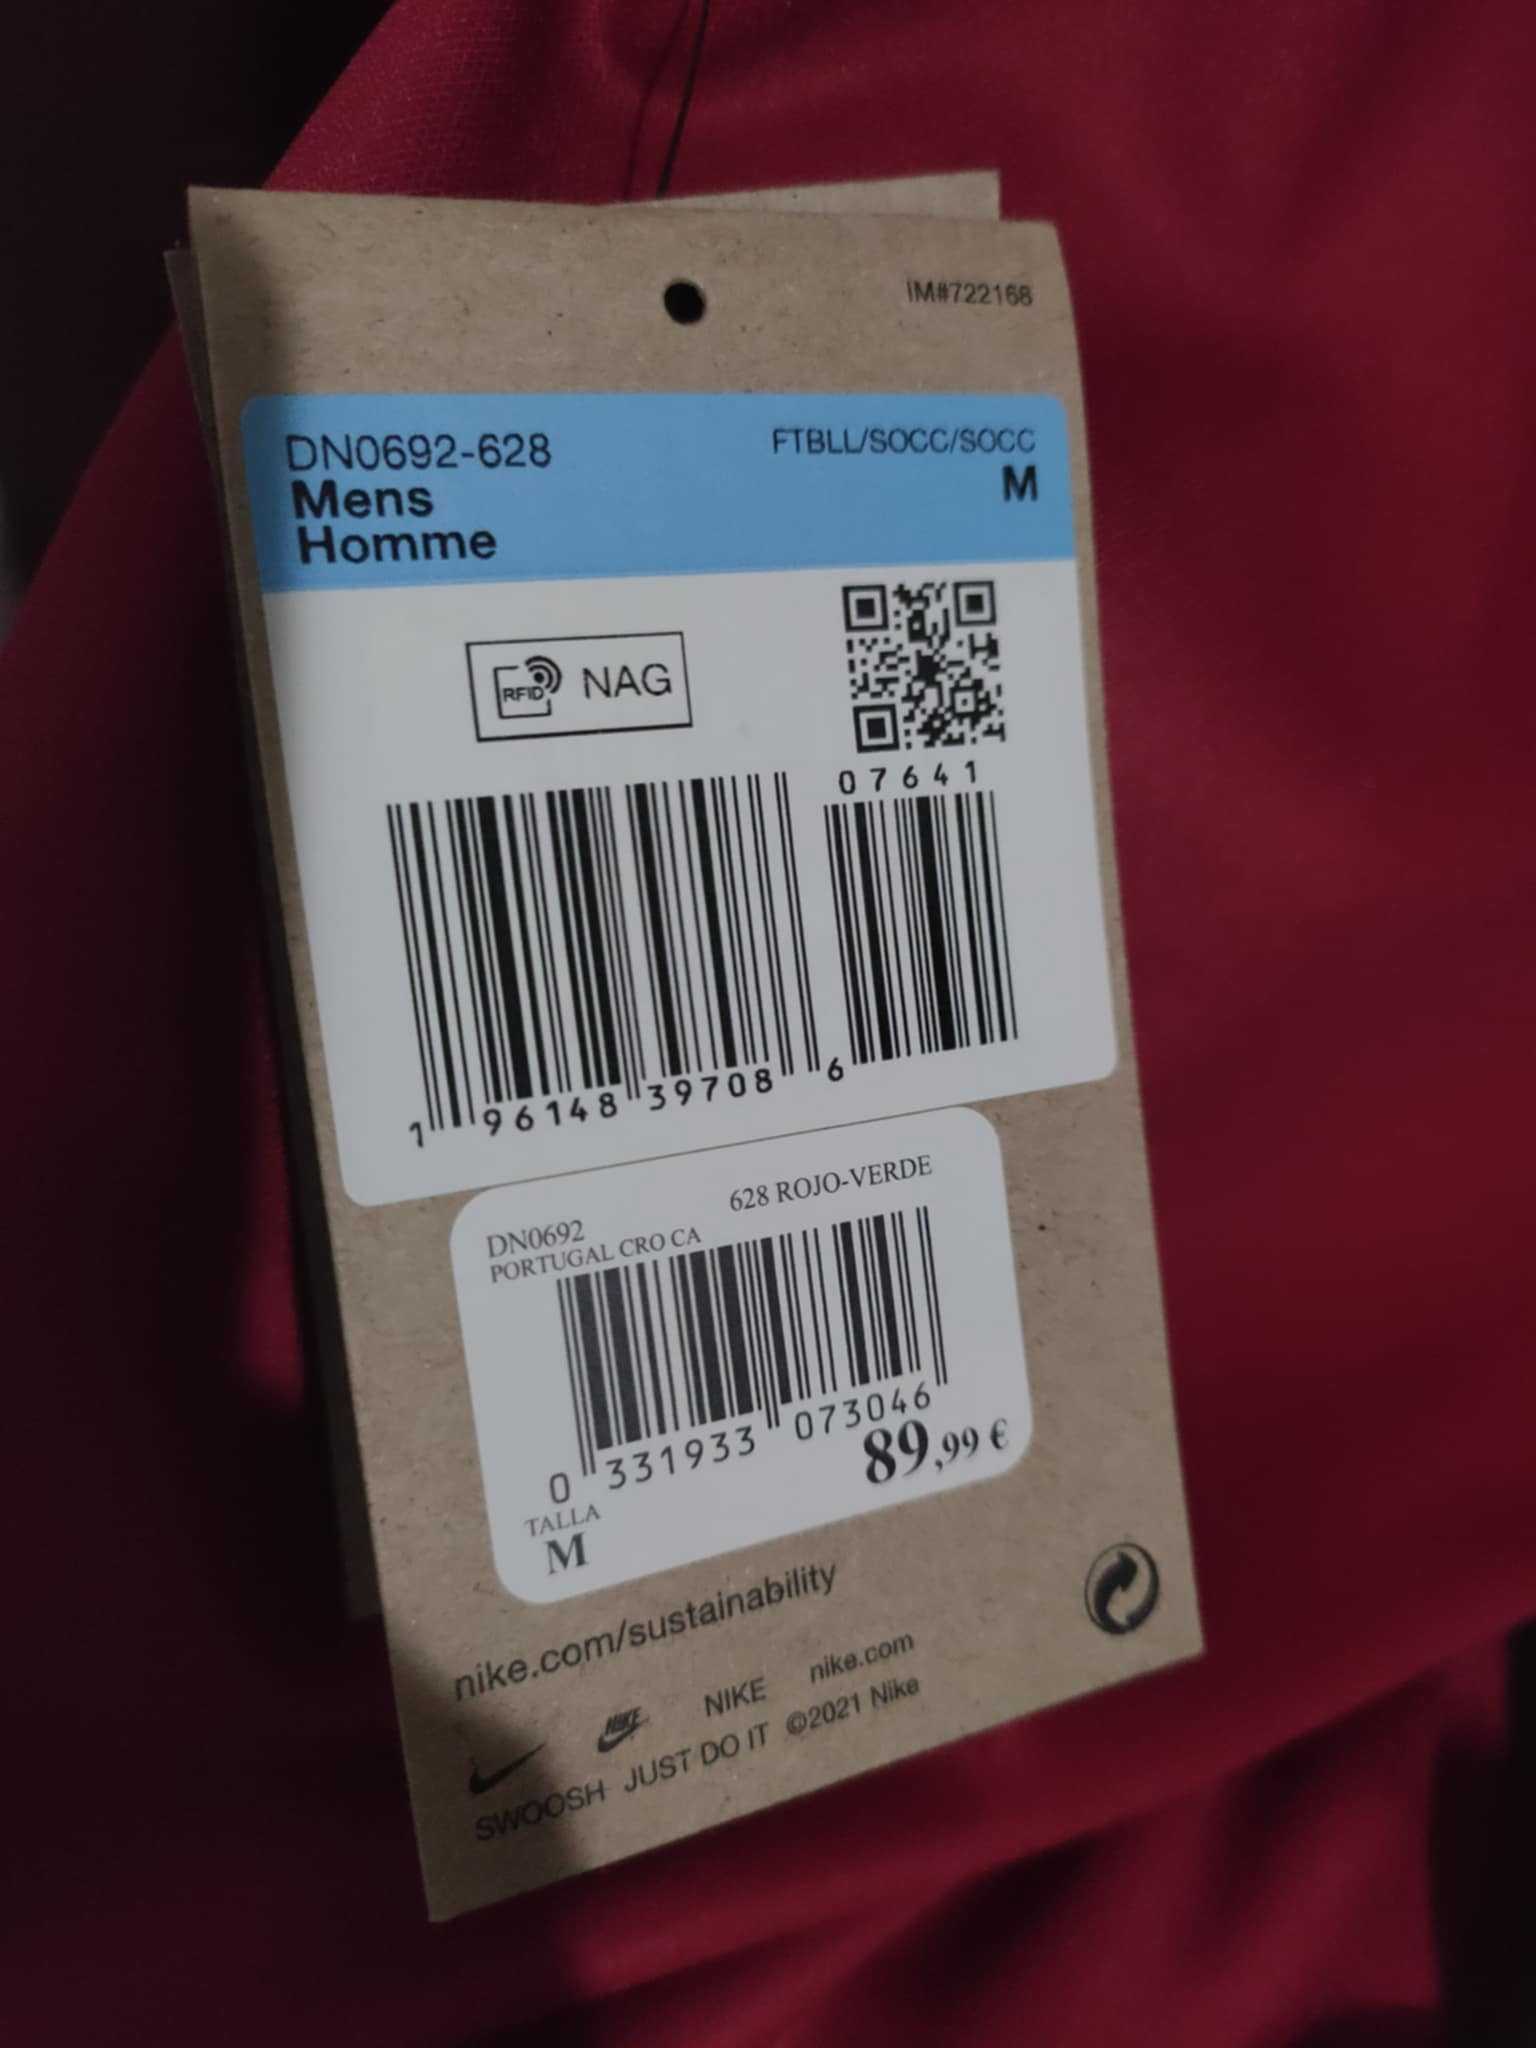 IM#722168
DN0692-628
FTBLL/SOCC/SOCC
Mens
M
Homme
RFID NAG
07641
1 96148 39708 6
628 ROJO-VERDE
DN0692
PORTUGAL CRO CA
0 331933 073046
89,99 €
TALLA
M
nike.com/sustainability
NIKE NIKE nike.com
SWOOSH JUST DO IT ©2021 Nike